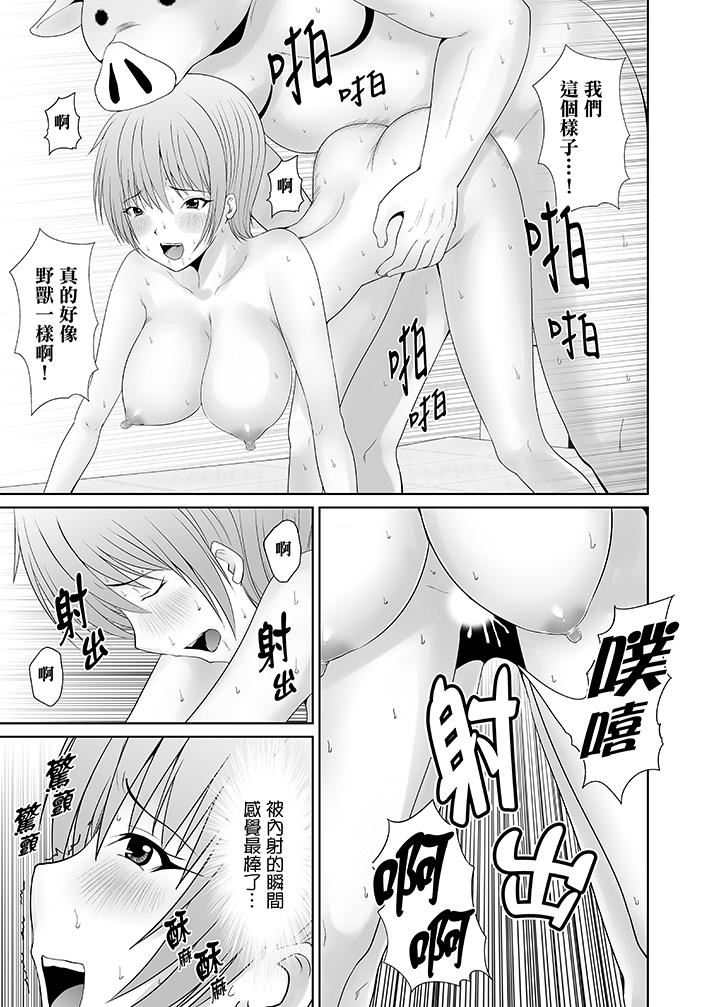 我們
這個樣子…！
啪
啪
啊
啊
啪
啪
啪
啪
真的好像
野獸一樣啊！
噗
嘻
射
出
啊
啊
啊
射
出
射
出
啊
被內射的瞬間
感覺最棒了…
驚
顫
驚
顫
酥
麻
酥
麻